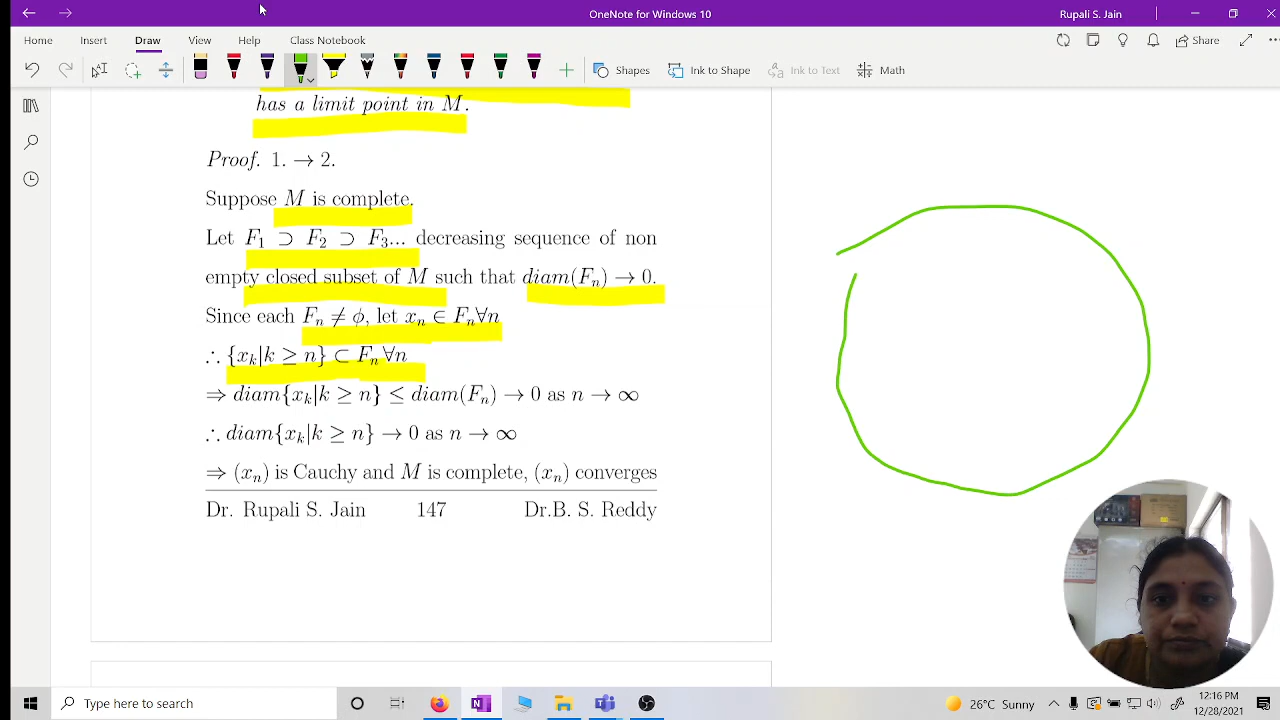 OneNote for Windows 10
Rupali S. Jain
Home Insert Draw View Help Class Notebook
Share
Shapes Ink to Shape Ink to Text Math
has a limit point in M.
Proof. 1. → 2.
Suppose M is complete.
Let F₁ ⊃ F₂ ⊃ F₃... decreasing sequence of non
empty closed subset of M such that diam(Fₙ) → 0.
Since each Fₙ ≠ ϕ, let xₙ ∈ Fₙ∀n
∴ {xₖ|k ≥ n} ⊂ Fₙ∀n
⇒ diam{xₖ|k ≥ n} ≤ diam(Fₙ) → 0 as n → ∞
∴ diam{xₖ|k ≥ n} → 0 as n → ∞
⇒ (xₙ) is Cauchy and M is complete, (xₙ) converges
Dr. Rupali S. Jain 147 Dr.B. S. Reddy
Type here to search
26°C Sunny
12:16 PM
12/28/2021